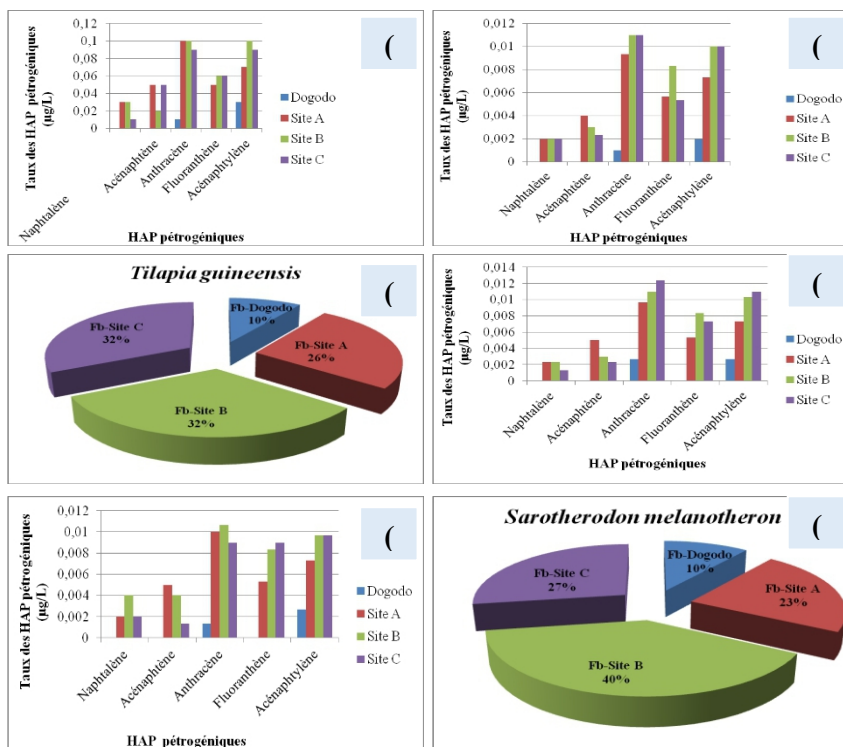 Taux des HAP pétrogéniques
(µg/L)
0,12
0,1
0,08
0,06
0,04
0,02
0
Naphtalène
Acénaphtène
Anthracène
Fluoranthène
Acénaphtylène
HAP pétrogéniques
Dogodo
Site A
Site B
Site C
(
Taux des HAP pétrogéniques
(µg/L)
0,012
0,01
0,008
0,006
0,004
0,002
0
Naphtalène
Acénaphtène
Anthracène
Fluoranthène
Acénaphtylène
HAP pétrogéniques
Dogodo
Site A
Site B
Site C
(
Tilapia guineensis
(
Fb-Dogodo
10%
Fb-Site A
26%
Fb-Site B
32%
Fb-Site C
32%
Taux des HAP pétrogéniques
(µg/L)
0,014
0,012
0,01
0,008
0,006
0,004
0,002
0
Naphtalène
Acénaphtène
Anthracène
Fluoranthène
Acénaphtylène
HAP pétrogéniques
Dogodo
Site A
Site B
Site C
(
Taux des HAP pétrogéniques
(µg/L)
0,012
0,01
0,008
0,006
0,004
0,002
0
Naphtalène
Acénaphtène
Anthracène
Fluoranthène
Acénaphtylène
HAP pétrogéniques
Dogodo
Site A
Site B
Site C
(
Sarotherodon melanotheron
(
Fb-Dogodo
10%
Fb-Site A
23%
Fb-Site B
40%
Fb-Site C
27%